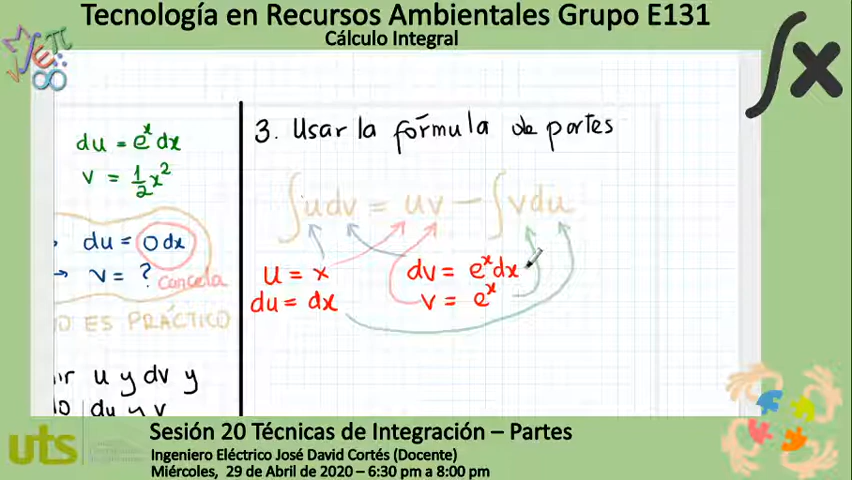 Tecnología en Recursos Ambientales Grupo E131
Cálculo Integral
∫x
du = eˣdx
v = ½x²
du = 0dx
v = ?
Cancela
ES PRÁCTICO
u y dv y
du y v
3. Usar la fórmula de partes
∫udv = uv − ∫vdu
u = x
du = dx
dv = eˣdx
v = eˣ
uts
Sesión 20 Técnicas de Integración – Partes
Ingeniero Eléctrico José David Cortés (Docente)
Miércoles, 29 de Abril de 2020 – 6:30 pm a 8:00 pm